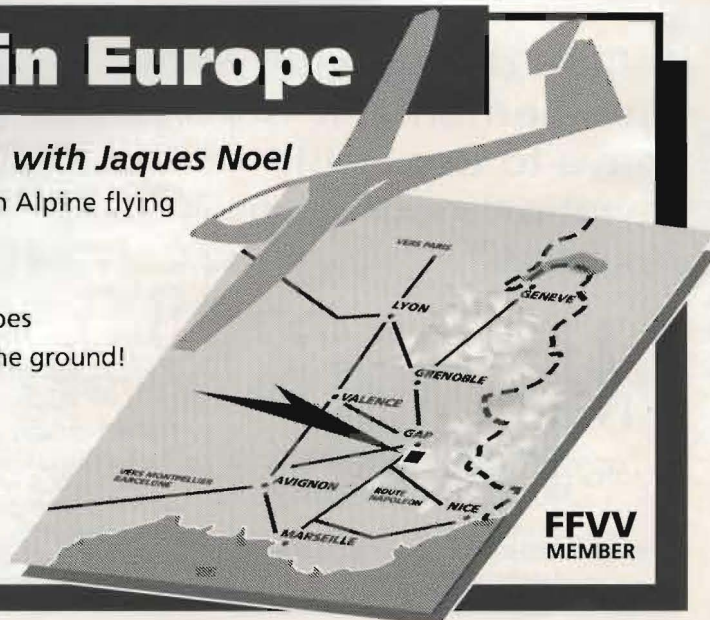 in Europe
with Jaques Noel
n Alpine flying
pes
ne ground!
VERS PARIS
LYON
GENEVE
GRENOBLE
VALENCE
GAP
VERS MONTPELLIER
BARCELONE
AVIGNON
ROUTE
NAPOLEON
NICE
MARSEILLE
FFVV
MEMBER